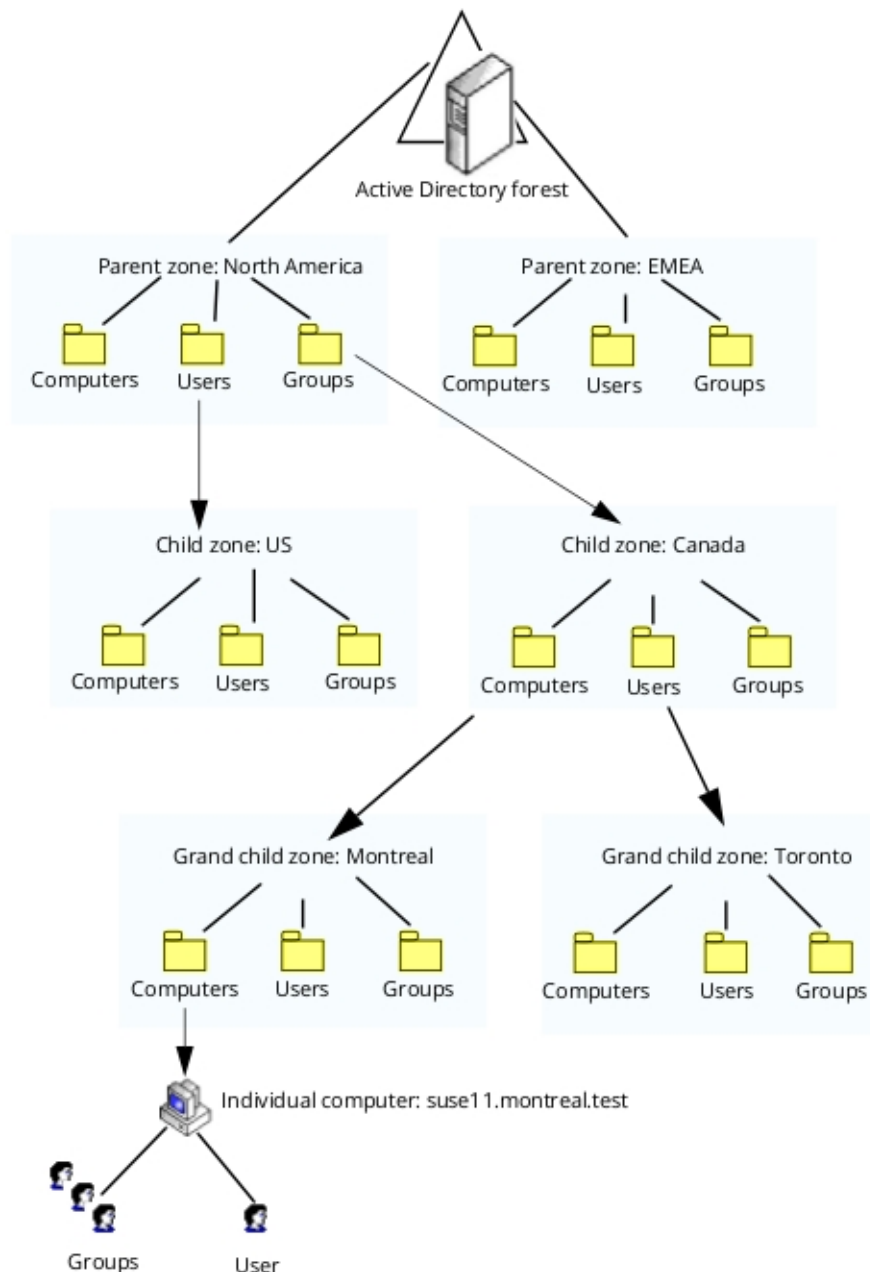 Active Directory forest
Parent zone: North America
Parent zone: EMEA
Computers
Users
Groups
Computers
Users
Groups
Child zone: US
Child zone: Canada
Computers
Users
Groups
Computers
Users
Groups
Grand child zone: Montreal
Grand child zone: Toronto
Computers
Users
Groups
Computers
Users
Groups
Individual computer: suse11.montreal.test
Groups
User